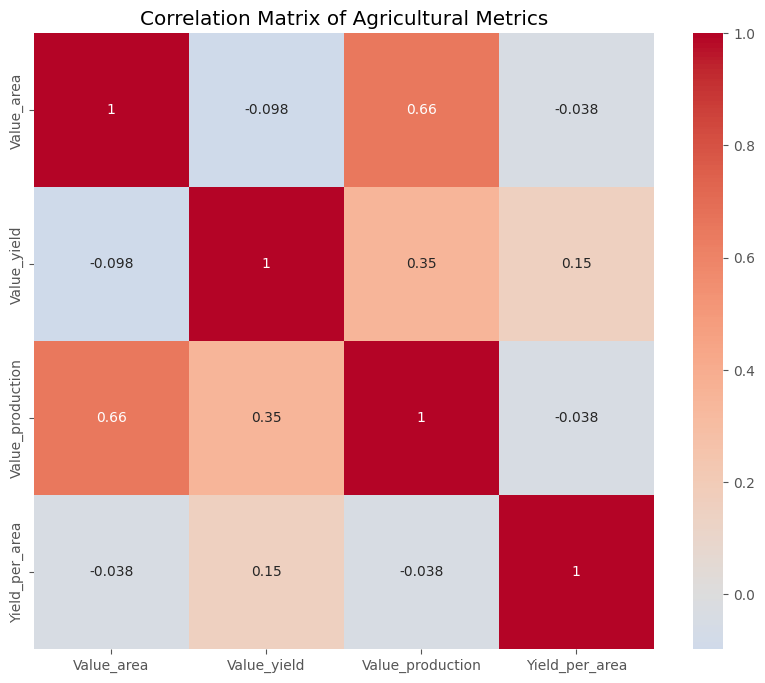 Correlation Matrix of Agricultural Metrics
Value_area
1
-0.098
0.66
-0.038
Value_yield
-0.098
1
0.35
0.15
Value_production
0.66
0.35
1
-0.038
Yield_per_area
-0.038
0.15
-0.038
1
Value_area
Value_yield
Value_production
Yield_per_area
1.0
0.8
0.6
0.4
0.2
0.0